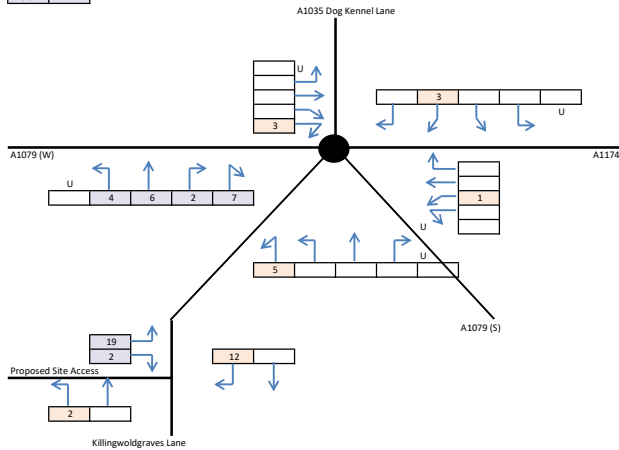 A1035 Dog Kennel Lane
U
3
3
U
A1079 (W)
A1174
U
4 6 2 7
1
U
U
5
A1079 (S)
19
2
12
Proposed Site Access
2
Killingwoldgraves Lane